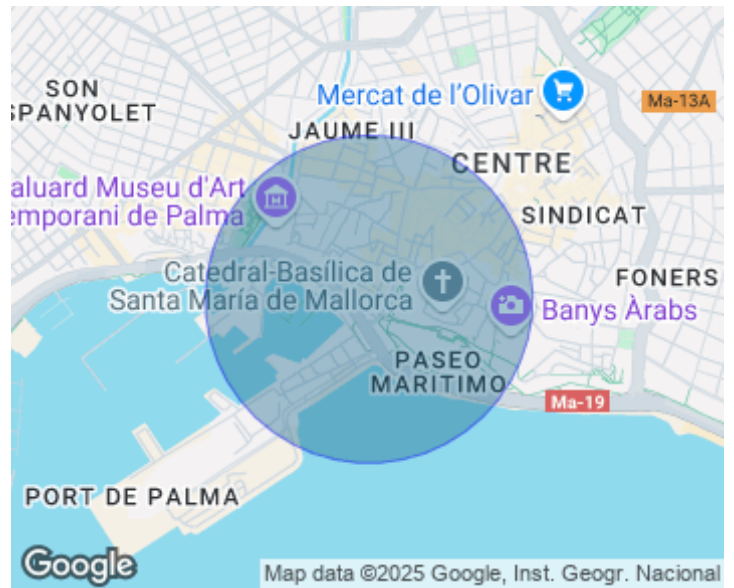 SON
SPANYOLET
Mercat de l'Olivar
Ma-13A
JAUME III
CENTRE
aluard Museu d'Art
emporani de Palma
SINDICAT
Catedral-Basílica de
Santa María de Mallorca
FONERS
Banys Àrabs
PASEO
MARITIMO
Ma-19
PORT DE PALMA
Google
Map data ©2025 Google, Inst. Geogr. Nacional